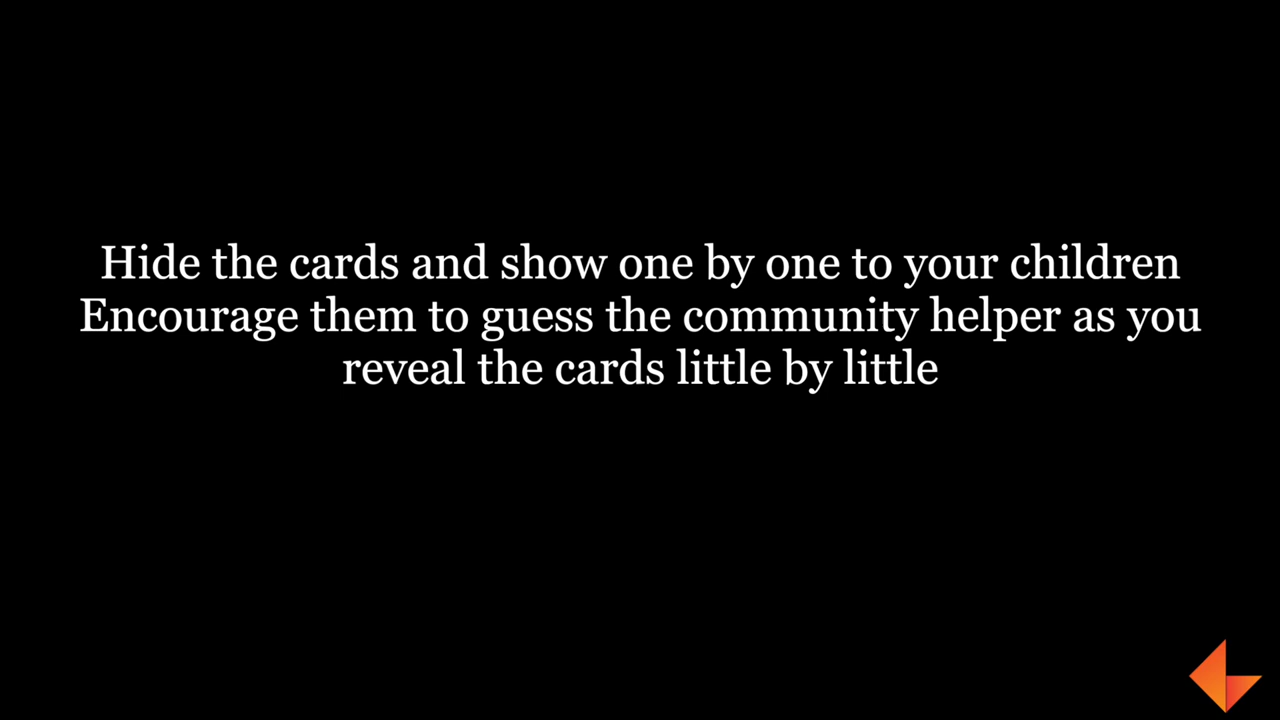 Hide the cards and show one by one to your children
Encourage them to guess the community helper as you
reveal the cards little by little